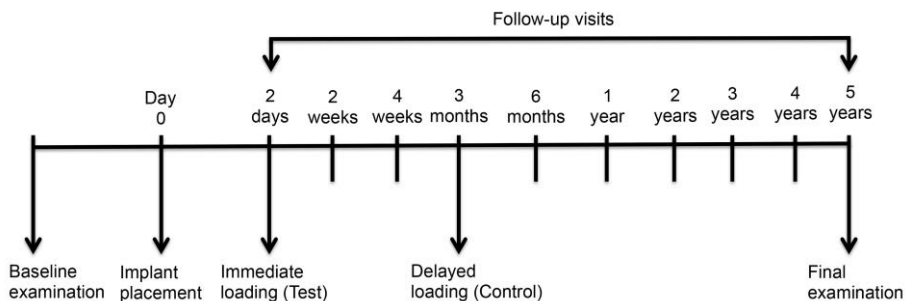 Follow-up visits
Day
0
2
days
2
weeks
4
weeks
3
months
6
months
1
year
2
years
3
years
4
years
5
years
Baseline
examination
Implant
placement
Immediate
loading (Test)
Delayed
loading (Control)
Final
examination